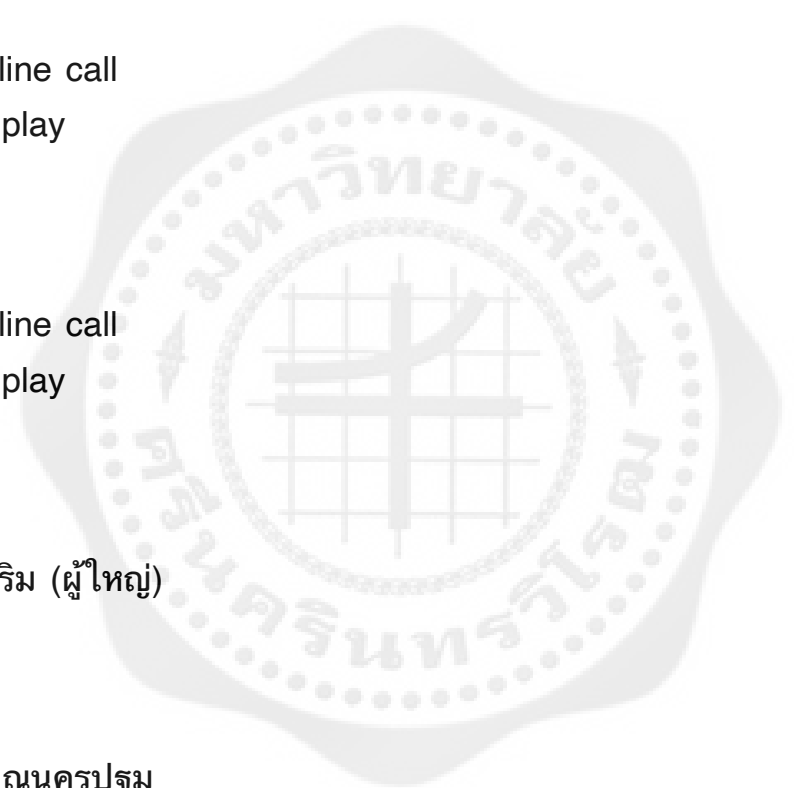 line call
play
มหาวิทยาลัย
line call
play
ศรีนครินทรวิโรฒ
ริม (ผู้ใหญ่)
ณนครปฐม